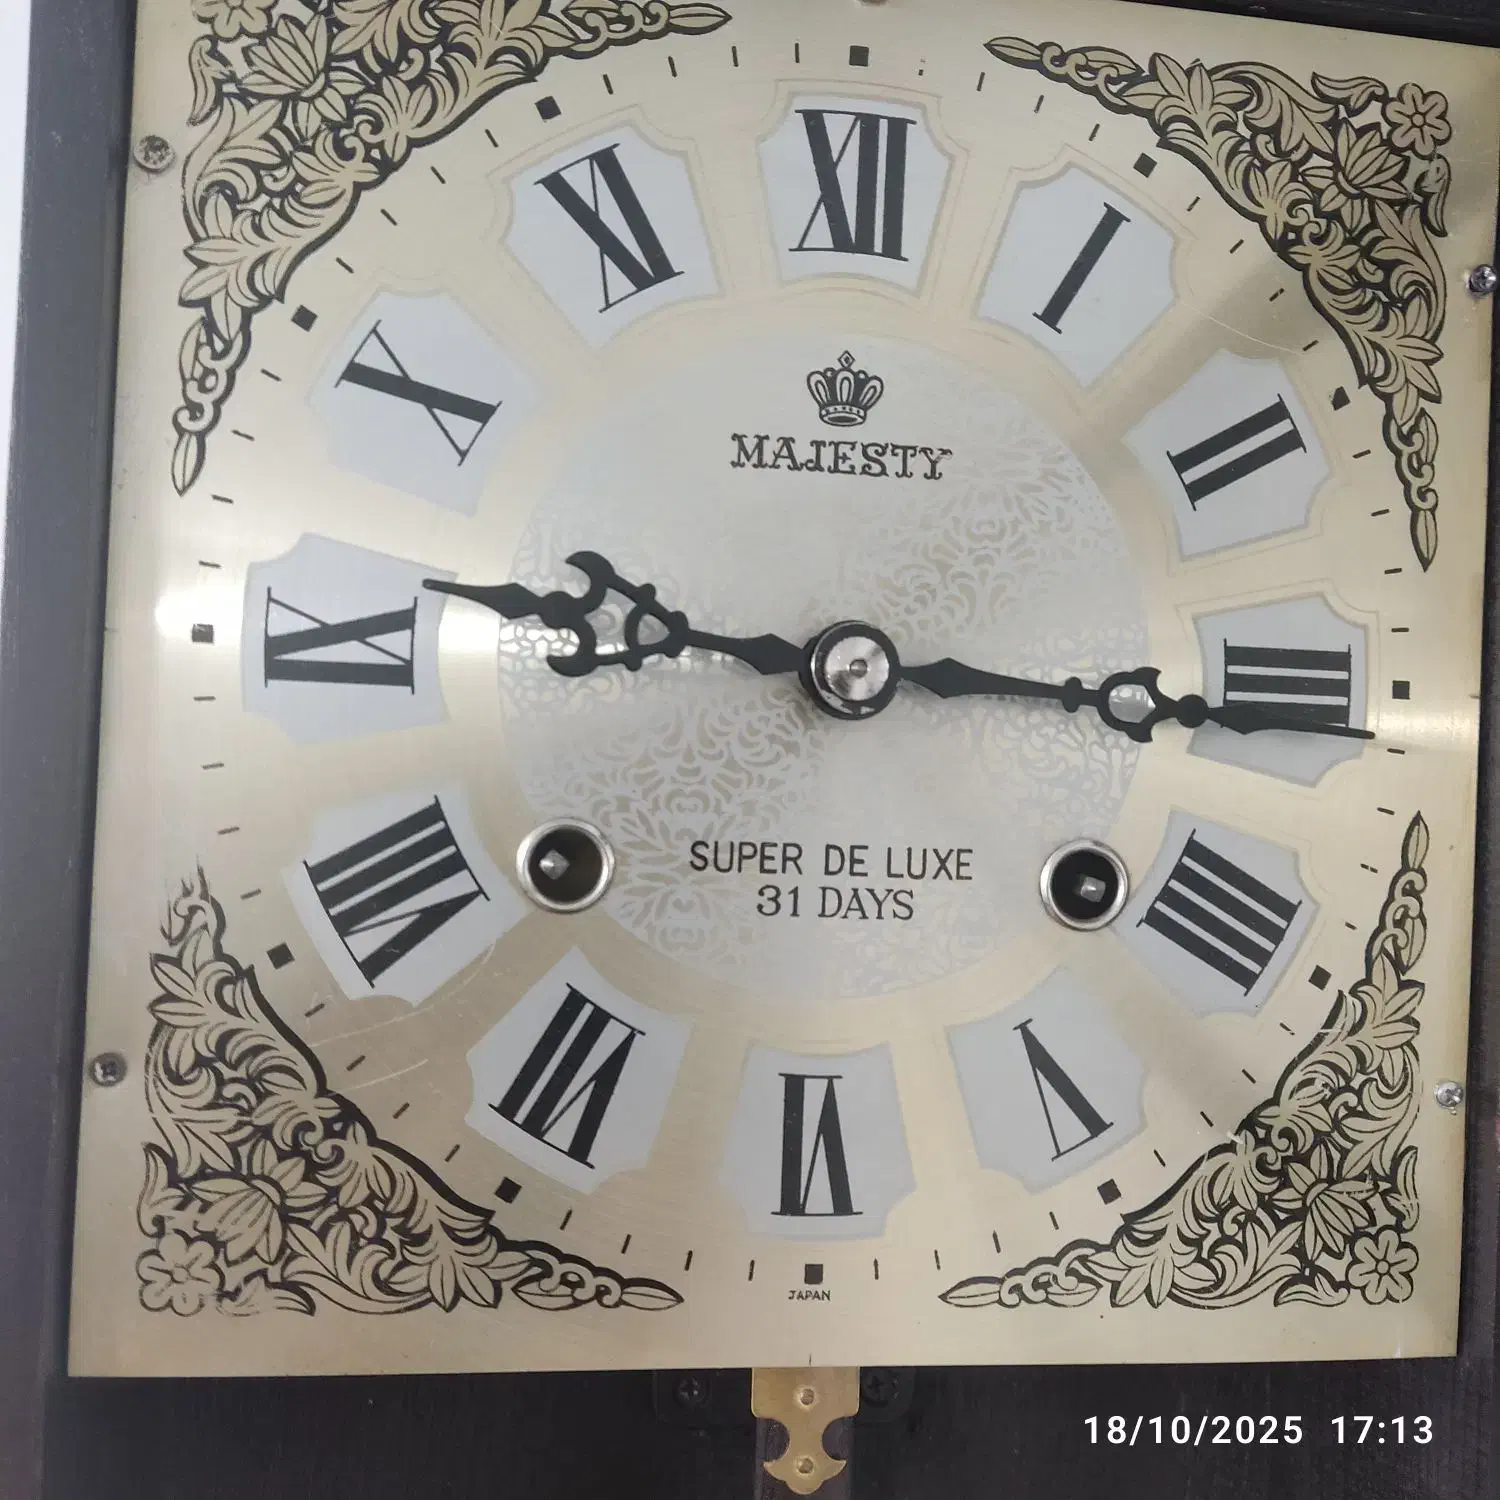 XII
I
II
III
IIII
V
VI
VII
VIII
IX
X
XI
MAJESTY
SUPER DE LUXE
31 DAYS
JAPAN
18/10/2025 17:13